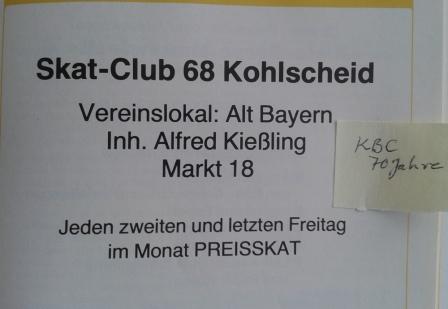 Skat-Club 68 Kohlscheid
Vereinslokal: Alt Bayern
Inh. Alfred Kießling
Markt 18
KBC
70 Jahre
Jeden zweiten und letzten Freitag
im Monat PREISSKAT